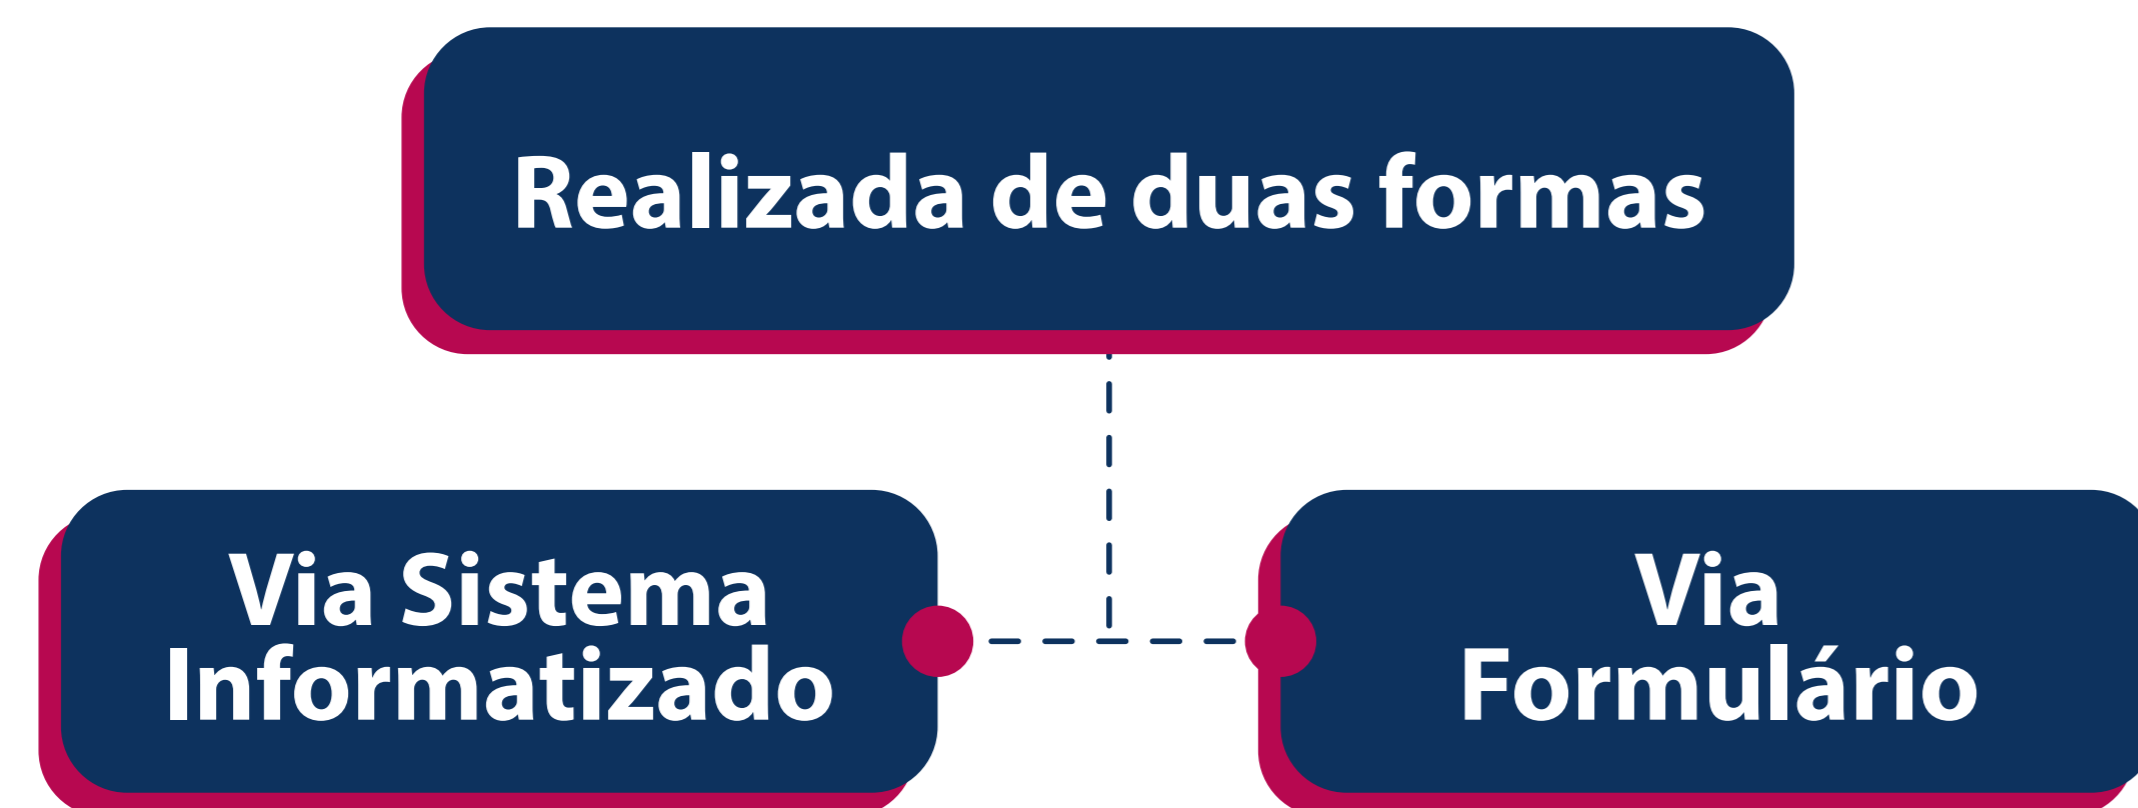 Realizada de duas formas
Via Sistema
Informatizado
Via
Formulário